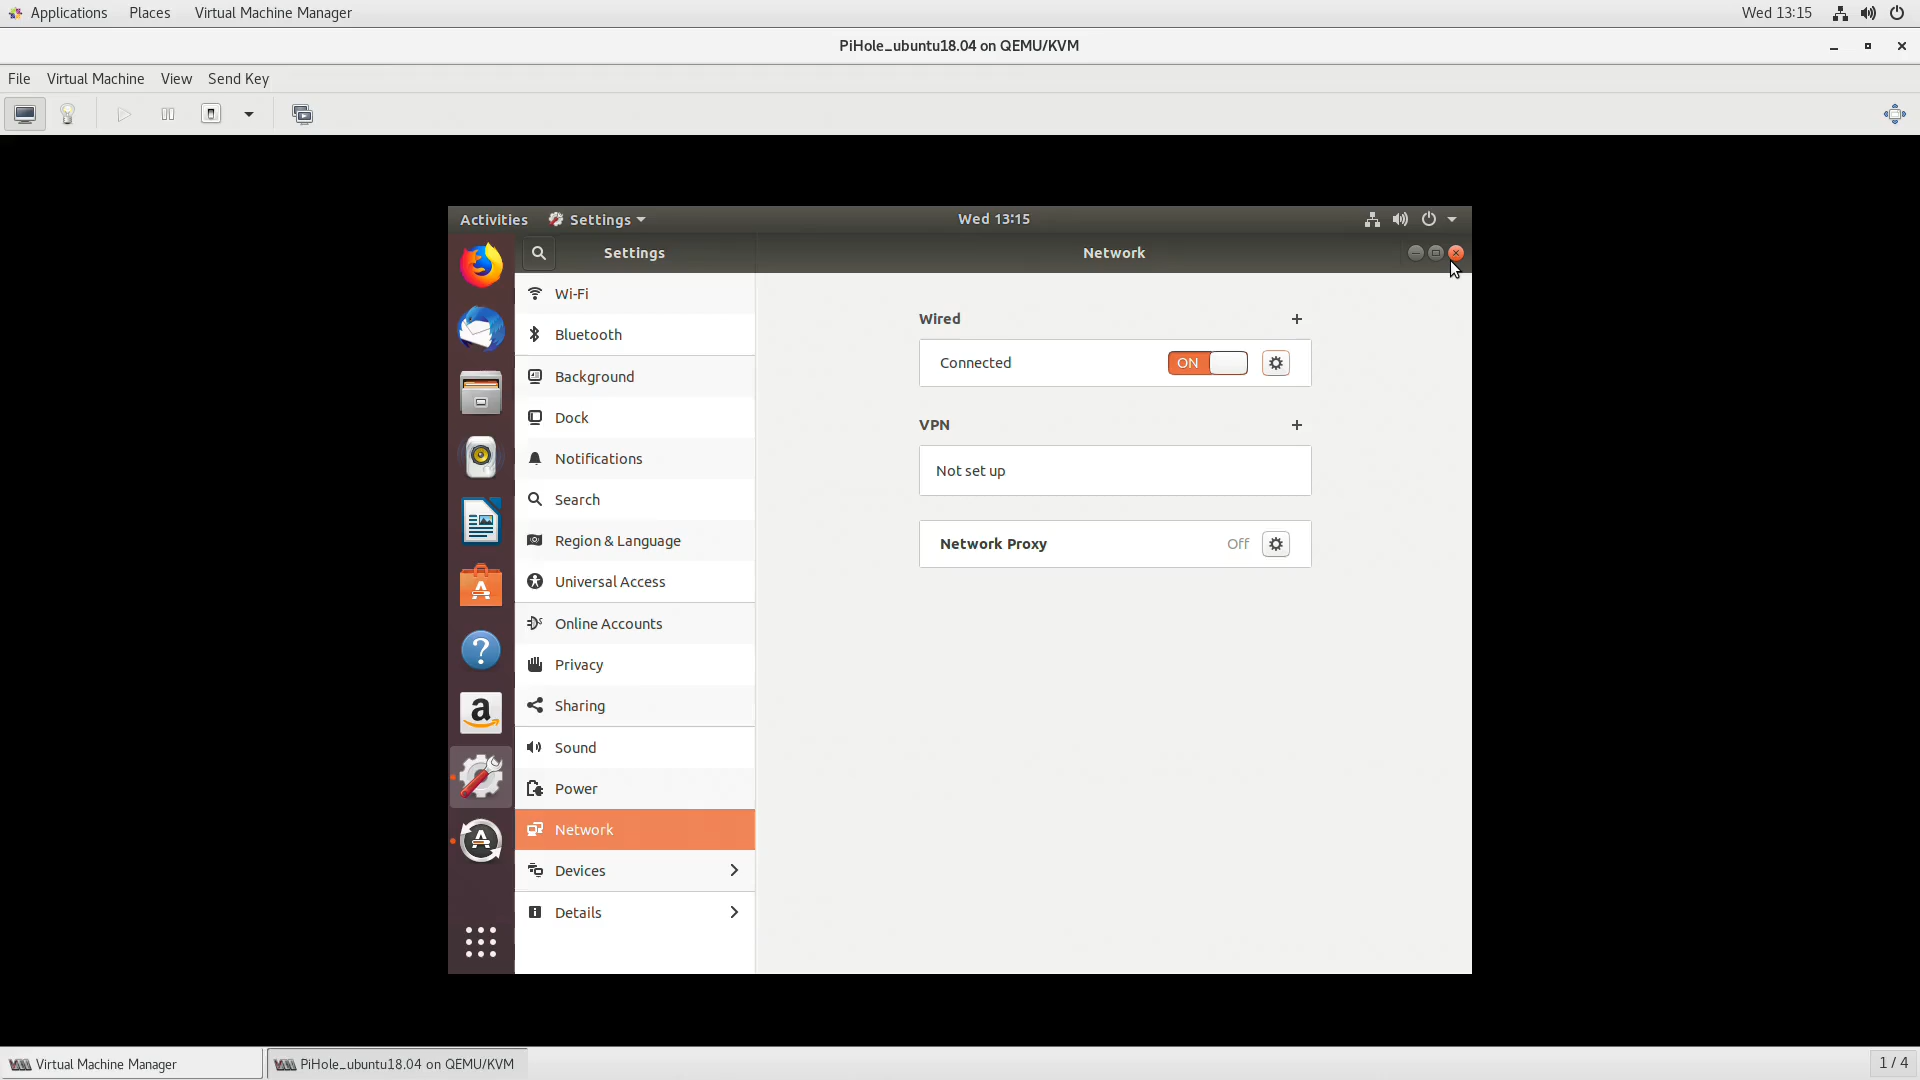 Applications Places Virtual Machine Manager Wed 13:15
PiHole_ubuntu18.04 on QEMU/KVM
File Virtual Machine View Send Key
Activities Settings Wed 13:15
Settings Network
Wi-Fi
Bluetooth
Background
Dock
Notifications
Search
Region & Language
Universal Access
Online Accounts
Privacy
Sharing
Sound
Power
Network
Devices
Details
Wired
Connected ON
VPN
Not set up
Network Proxy Off
Virtual Machine Manager PiHole_ubuntu18.04 on QEMU/KVM 1 / 4